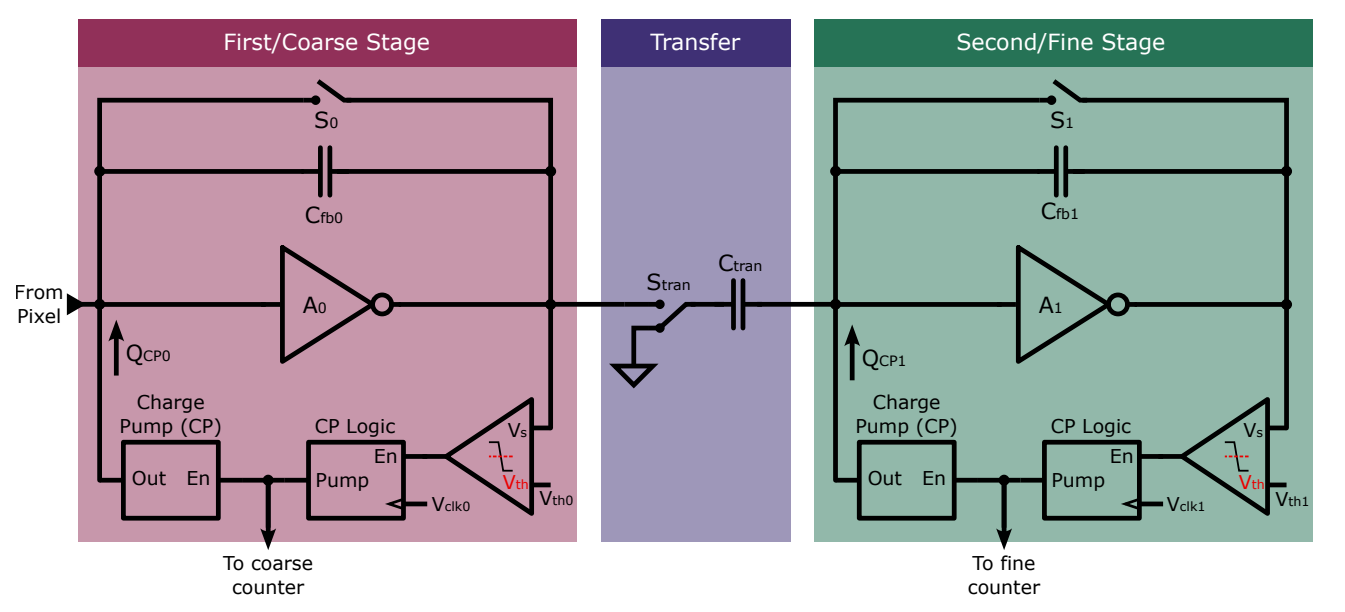 First/Coarse Stage
Transfer
Second/Fine Stage
S0
S1
Cfb0
Cfb1
Ctran
Stran
From
Pixel
A0
A1
QCP0
QCP1
Charge
Pump (CP)
CP Logic
Vs
En
Out
En
Pump
Vth
Vth0
Vclk0
Charge
Pump (CP)
CP Logic
Vs
En
Out
En
Pump
Vth
Vth1
Vclk1
To coarse
counter
To fine
counter